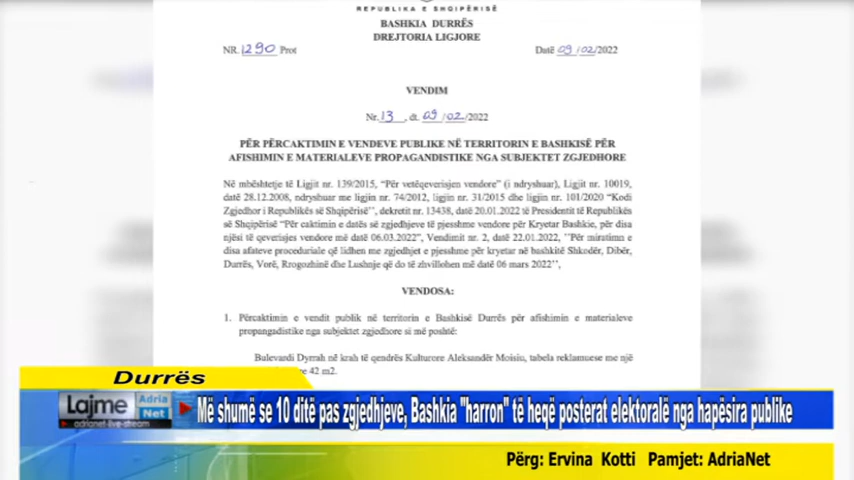 REPUBLIKA E SHQIPËRISË
BASHKIA DURRËS
DREJTORIA LIGJORE
NR. 1290 Prot Datë 09/02/2022
VENDIM
Nr. 13, dt. 09/02/2022
PËR PËRCAKTIMIN E VENDEVE PUBLIKE NË TERRITORIN E BASHKISË PËR
AFISHIMIN E MATERIALEVE PROPAGANDISTIKE NGA SUBJEKTET ZGJEDHORE
Në mbështetje të Ligjit nr. 139/2015, “Për vetëqeverisjen vendore” (i ndryshuar), Ligjit nr. 10019,
datë 28.12.2008, ndryshuar me ligjin nr. 74/2012, ligjin nr. 31/2015 dhe ligjin nr. 101/2020 “Kodi
Zgjedhor i Republikës së Shqipërisë’’, dekretit nr. 13438, datë 20.01.2022 të Presidentit të Republikës
së Shqipërisë “Për caktimin e datës së zgjedhjeve të pjesshme vendore për Kryetar Bashkie, për disa
njësi të qeverisjes vendore më datë 06.03.2022”, Vendimit nr. 2, datë 22.01.2022, ’’Për miratimin e
disa afateve proceduriale që lidhen me zgjedhjet e pjesshme për kryetar në bashkitë Shkodër, Dibër,
Durrës, Vorë, Rrogozhinë dhe Lushnje që do të zhvillohen më datë 06 mars 2022’’,
VENDOSA:
1. Përcaktimin e vendit publik në territorin e Bashkisë Durrës për afishimin e materialeve
propangadistike nga subjektet zgjedhore si më poshtë:
Bulevardi Dyrrah në krah të qendrës Kulturore Aleksandër Moisiu, tabela reklamuese me një
42 m2.
Durrës
Lajme Adria Net
adrianet-live-stream
Më shumë se 10 ditë pas zgjedhjeve, Bashkia "harron" të heqë posterat elektoralë nga hapësira publike
Përg: Ervina Kotti Pamjet: AdriaNet